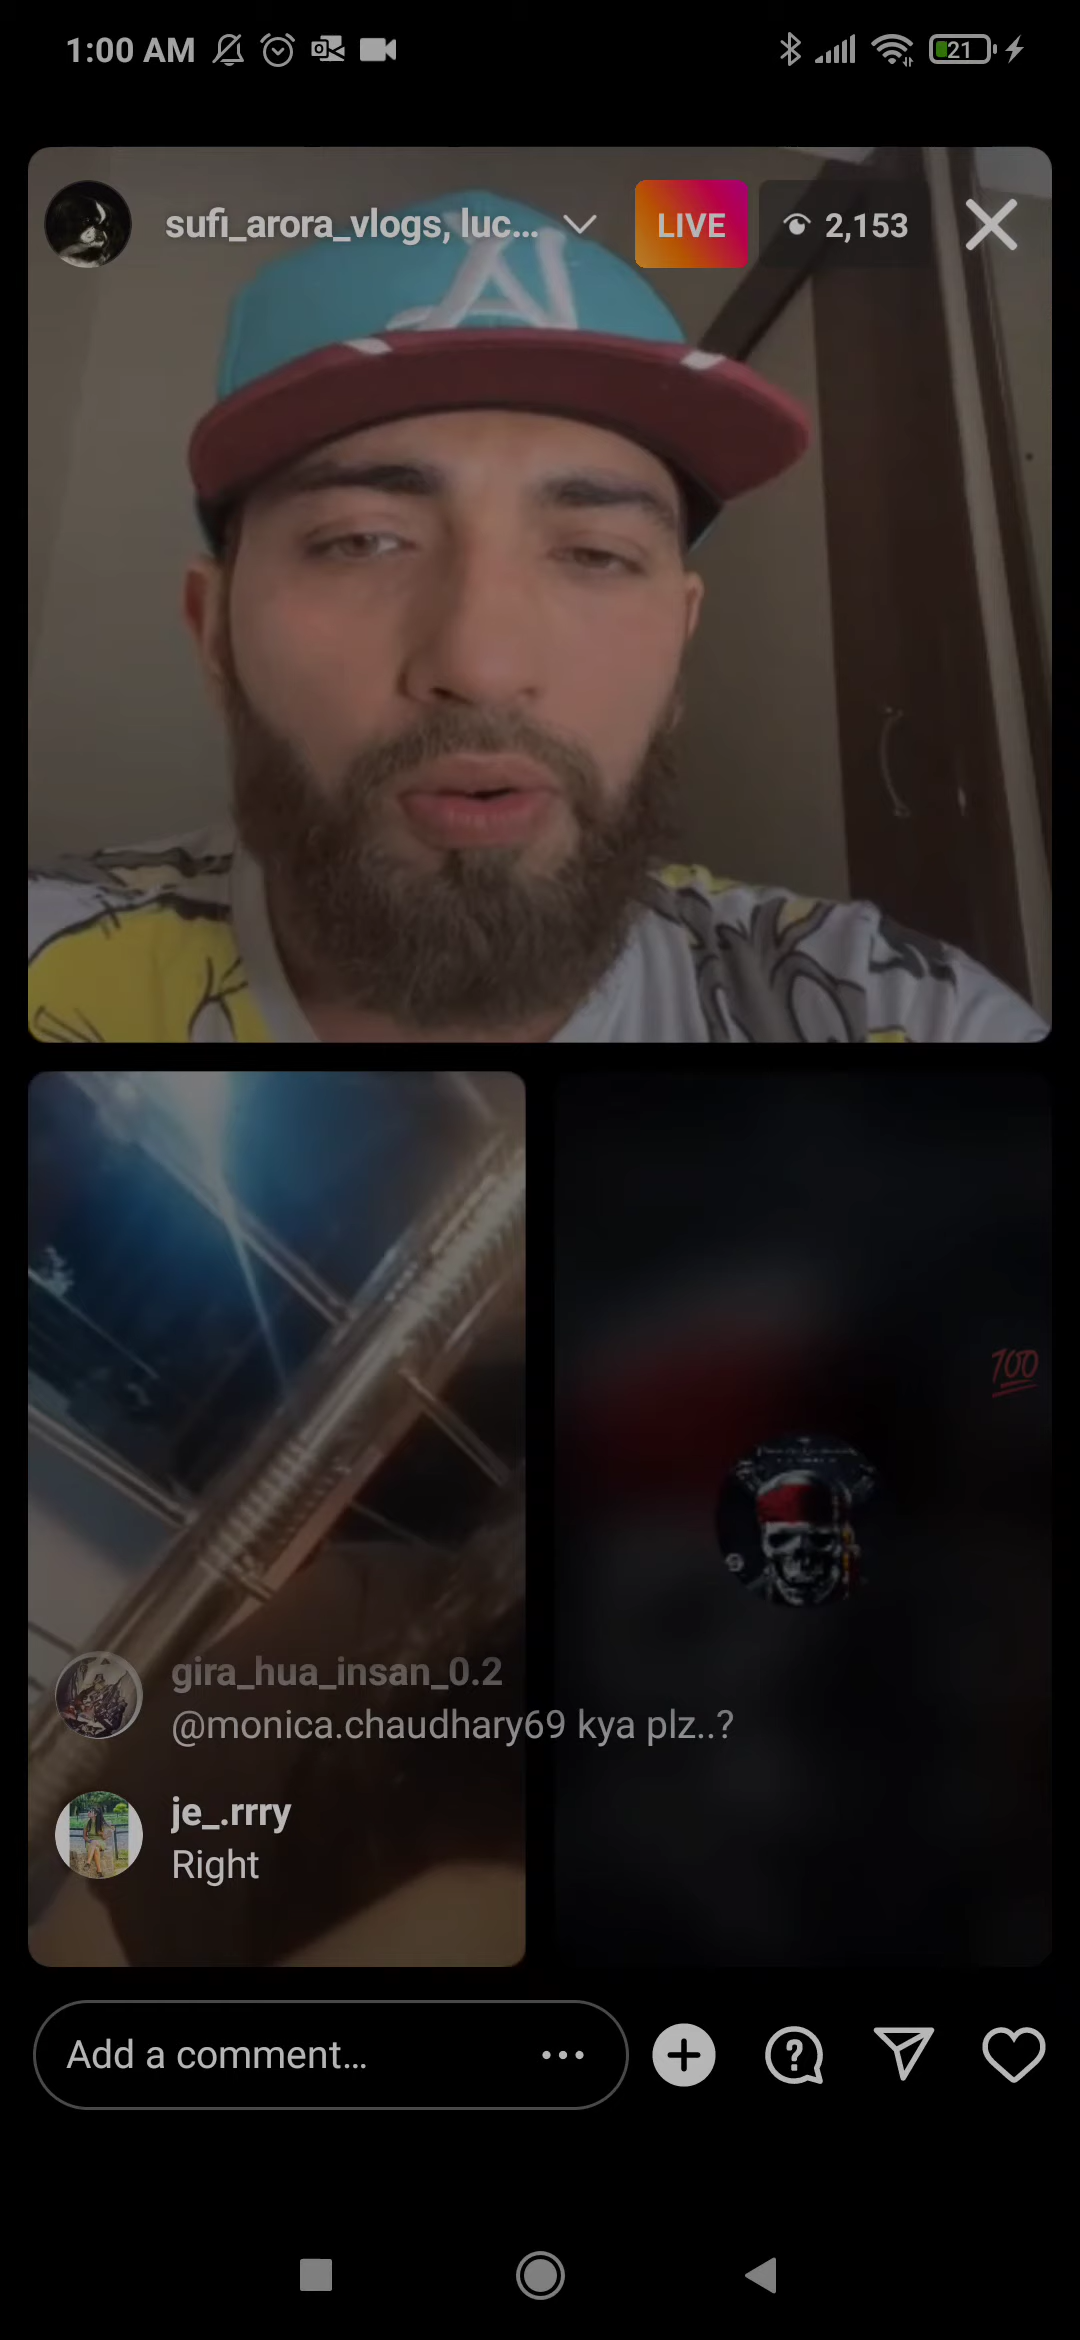 1:00 AM
21
sufi_arora_vlogs, luc...
LIVE
2,153
100
gira_hua_insan_0.2
@monica.chaudhary69 kya plz..?
je_.rrry
Right
Add a comment...